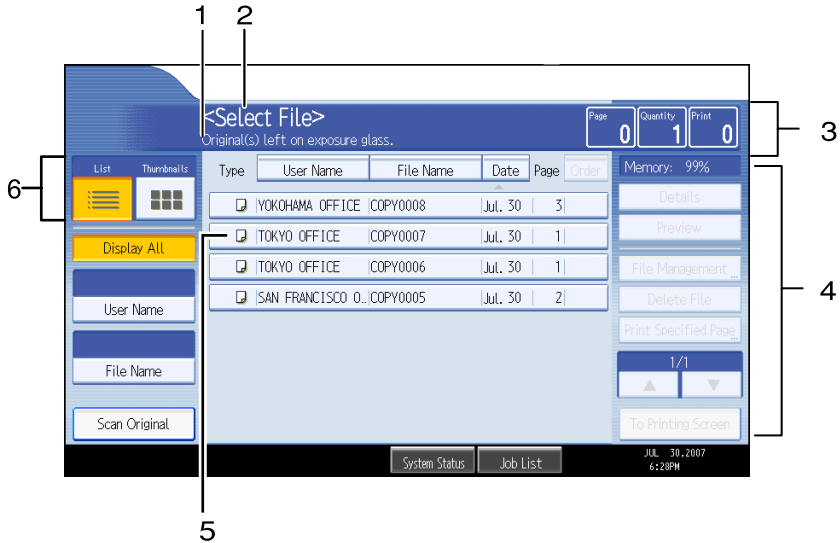 1 2
<Select File>
Original(s) left on exposure glass.
Page 0 Quantity 1 Print 0
3
6
List Thumbnails
Type User Name File Name Date Page Order
Memory: 99%
YOKOHAMA OFFICE COPY0008 Jul. 30 3
Details
TOKYO OFFICE COPY0007 Jul. 30 1
Preview
Display All
TOKYO OFFICE COPY0006 Jul. 30 1
File Management
4
SAN FRANCISCO O.. COPY0005 Jul. 30 2
Delete File
User Name
Print Specified Page
File Name
1/1
Scan Original
To Printing Screen
System Status Job List
JUL 30,2007
6:28PM
5